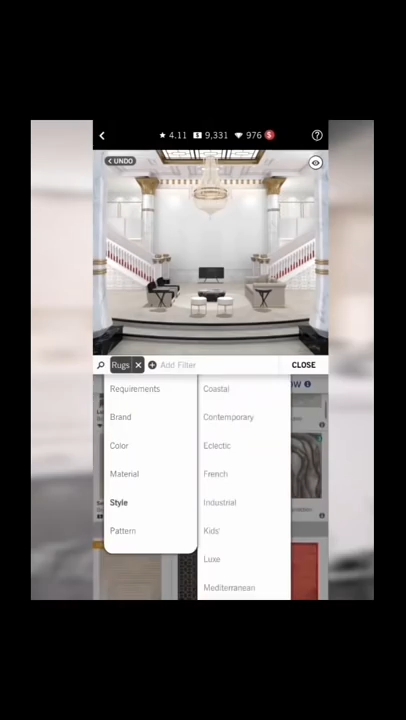 4.11 9,331 976 $ ?
UNDO
Rugs × + Add Filter CLOSE
Requirements
Brand
Color
Material
Style
Pattern
Coastal
Contemporary
Eclectic
French
Industrial
Kids'
Luxe
Mediterranean